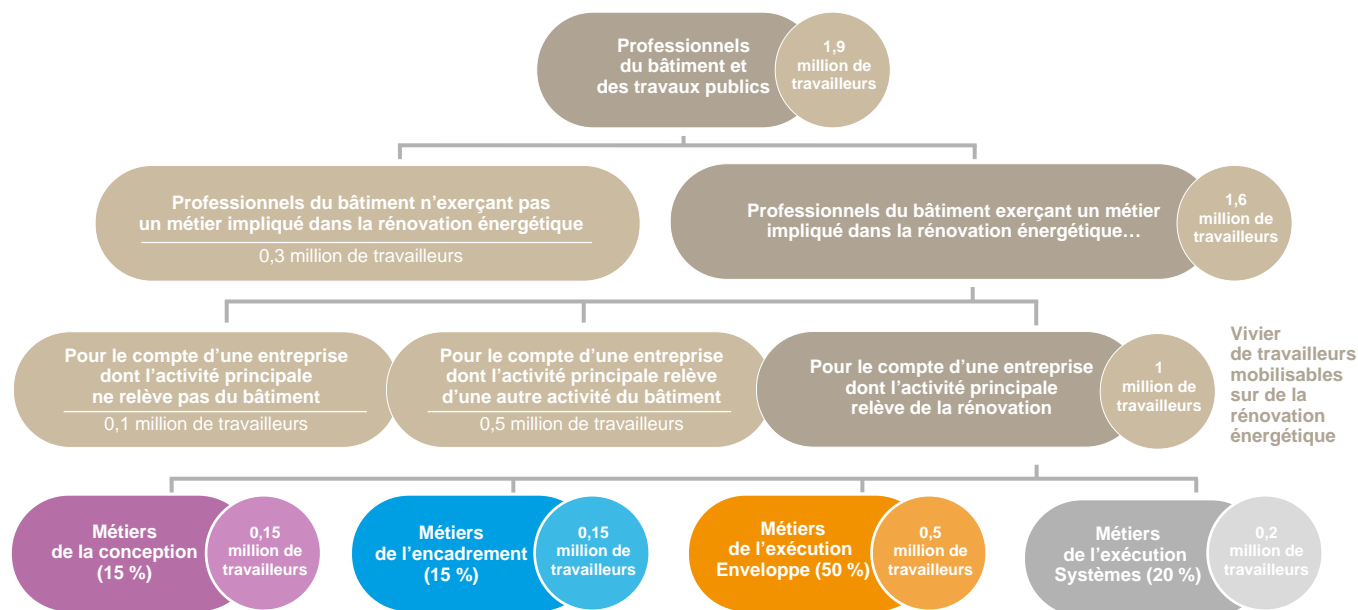 Professionnels
du bâtiment et
des travaux publics
1,9
million de
travailleurs
Professionnels du bâtiment n'exerçant pas
un métier impliqué dans la rénovation énergétique
0,3 million de travailleurs
Professionnels du bâtiment exerçant un métier
impliqué dans la rénovation énergétique…
1,6
million de
travailleurs
Pour le compte d'une entreprise
dont l'activité principale
ne relève pas du bâtiment
0,1 million de travailleurs
Pour le compte d'une entreprise
dont l'activité principale relève
d'une autre activité du bâtiment
0,5 million de travailleurs
Pour le compte d'une entreprise
dont l'activité principale
relève de la rénovation
1
million de
travailleurs
Vivier
de travailleurs
mobilisables
sur de la
rénovation
énergétique
Métiers
de la conception
(15 %)
0,15
million de
travailleurs
Métiers
de l'encadrement
(15 %)
0,15
million de
travailleurs
Métiers
de l'exécution
Enveloppe (50 %)
0,5
million de
travailleurs
Métiers
de l'exécution
Systèmes (20 %)
0,2
million de
travailleurs